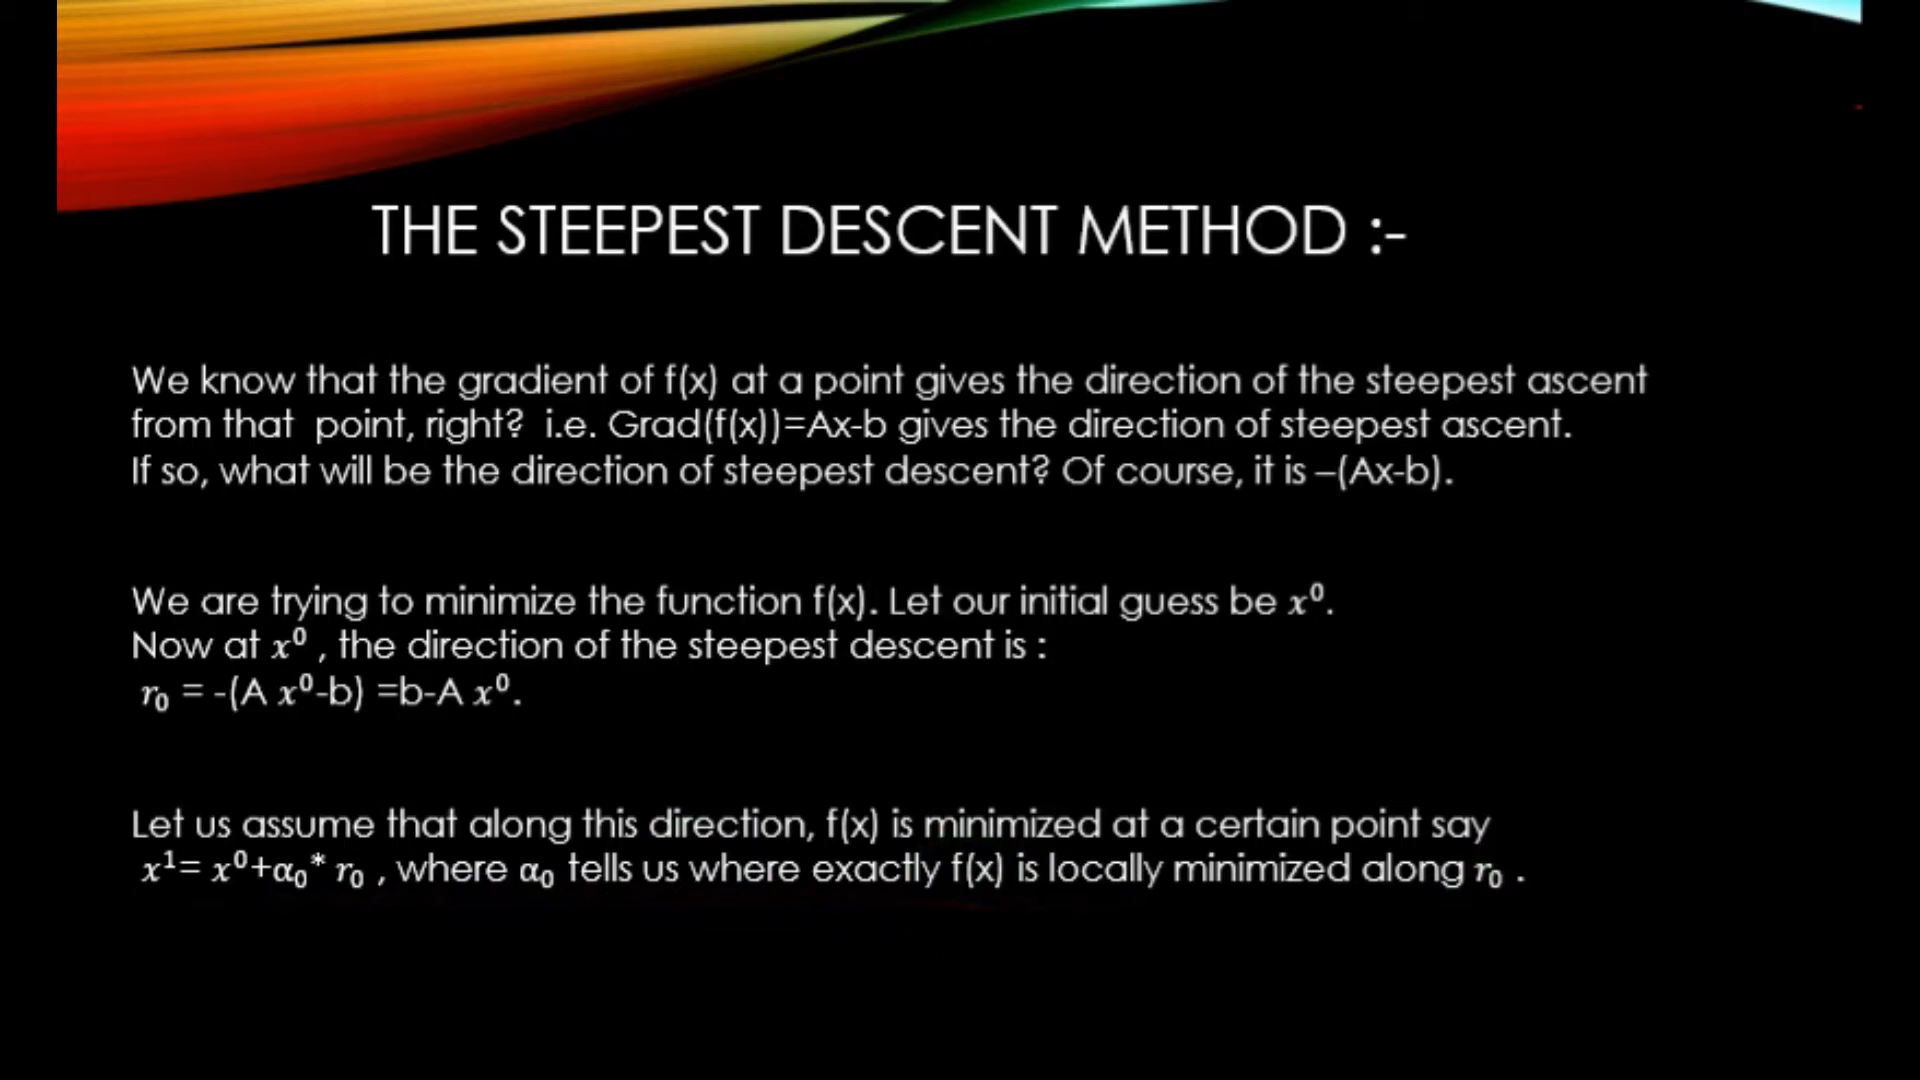 THE STEEPEST DESCENT METHOD :-
We know that the gradient of f(x) at a point gives the direction of the steepest ascent
from that point, right? i.e. Grad(f(x))=Ax-b gives the direction of steepest ascent.
If so, what will be the direction of steepest descent? Of course, it is –(Ax-b).
We are trying to minimize the function f(x). Let our initial guess be x⁰.
Now at x⁰ , the direction of the steepest descent is :
r₀ = -(A x⁰-b) =b-A x⁰.
Let us assume that along this direction, f(x) is minimized at a certain point say
x¹= x⁰+α₀* r₀ , where α₀ tells us where exactly f(x) is locally minimized along r₀ .